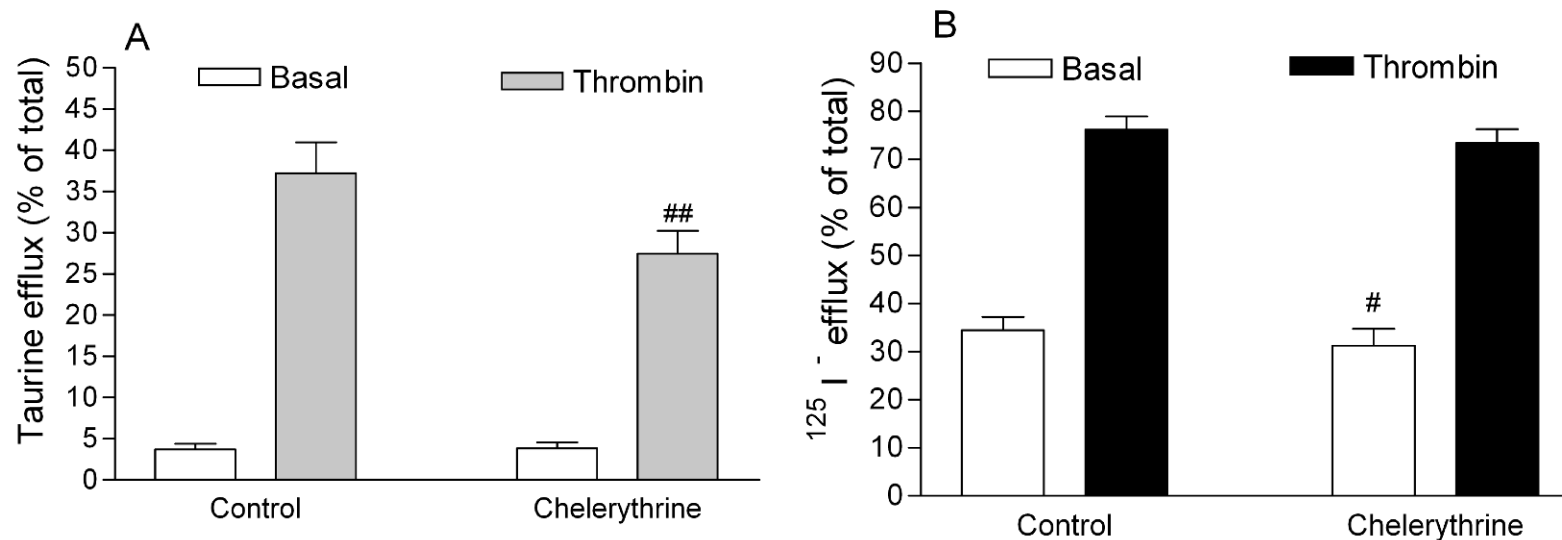 A
Taurine efflux (% of total)
50
45
40
35
30
25
20
15
10
5
0
Basal
Thrombin
##
Control
Chelerythrine
B
125 I - efflux (% of total)
90
80
70
60
50
40
30
20
10
0
Basal
Thrombin
#
Control
Chelerythrine